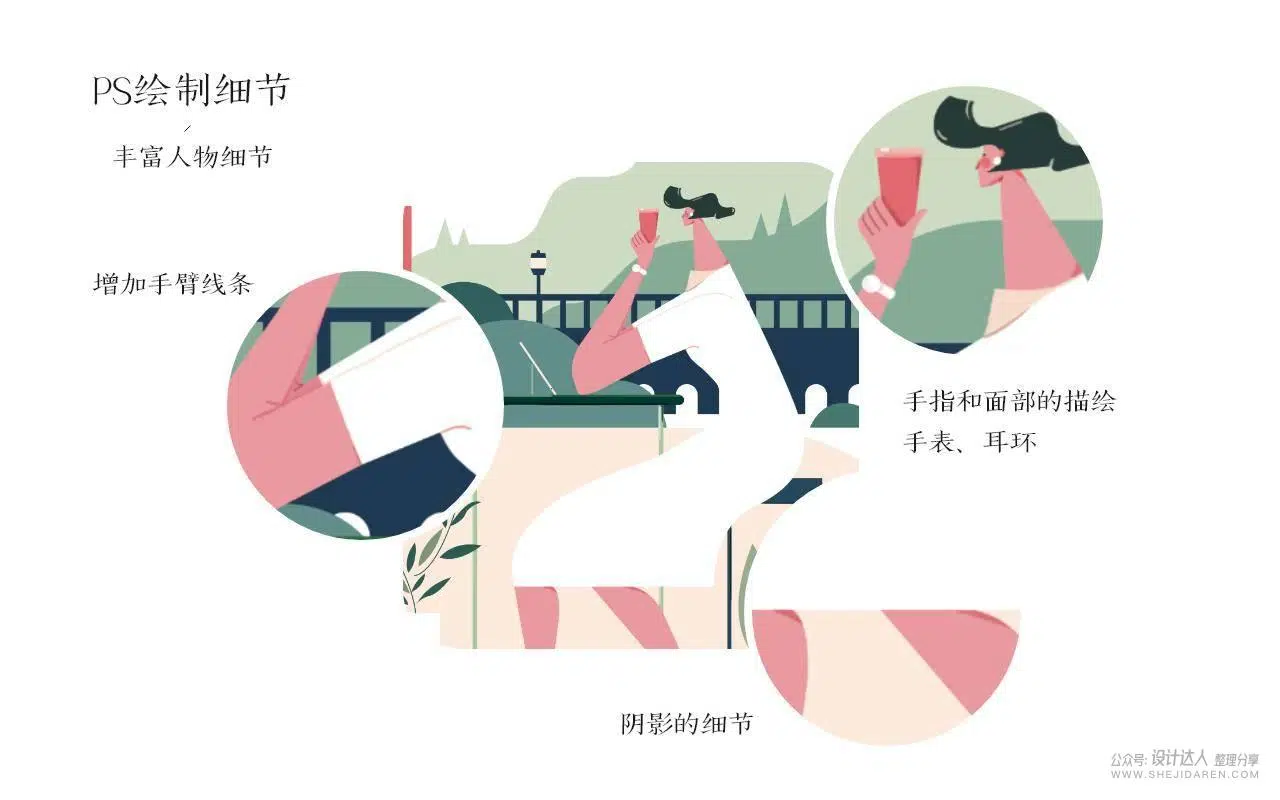 PS绘制细节
丰富人物细节
增加手臂线条
手指和面部的描绘
手表、耳环
阴影的细节
公众号: 设计达人 整理分享
WWW.SHEJIDAREN.COM